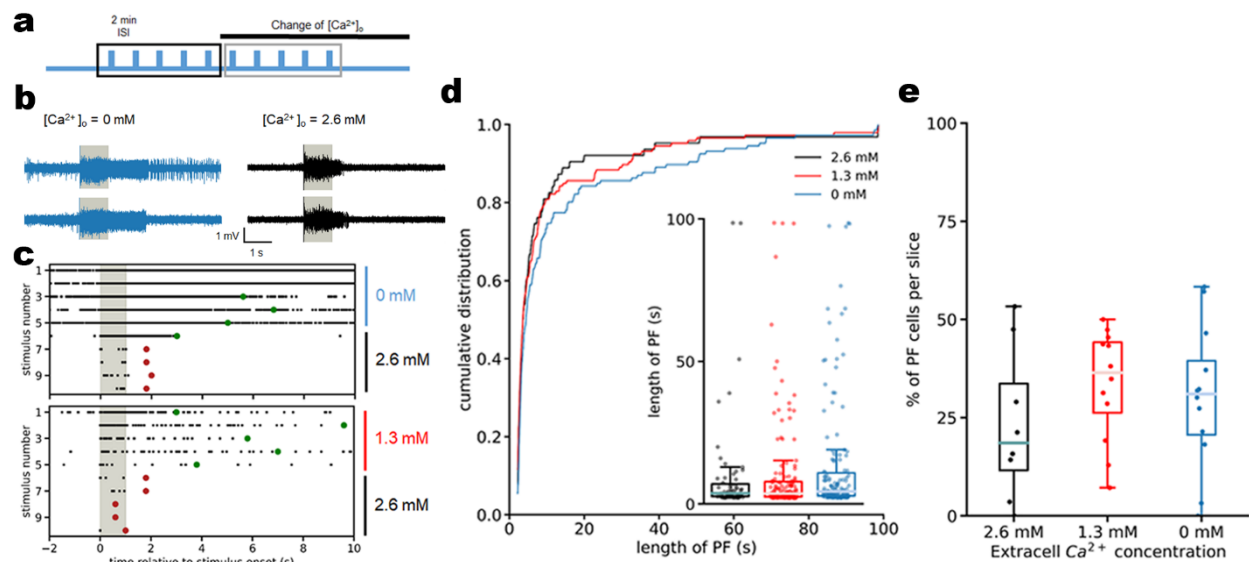 a
2 min
ISI
Change of [Ca²⁺]ₒ
b
[Ca²⁺]ₒ = 0 mM
[Ca²⁺]ₒ = 2.6 mM
1 mV
1 s
c
stimulus number
1
3
5
7
9
0 mM
2.6 mM
stimulus number
1
3
5
7
9
1.3 mM
2.6 mM
0 2 4 6 8 10
time relative to stimulus onset (s)
d
cumulative distribution
1.0
0.8
0.6
0.4
0.2
0.0
2.6 mM
1.3 mM
0 mM
length of PF (s)
100
50
0
0 20 40 60 80 100
length of PF (s)
e
% of PF cells per slice
100
75
50
25
0
2.6 mM 1.3 mM 0 mM
Extracell Ca²⁺ concentration